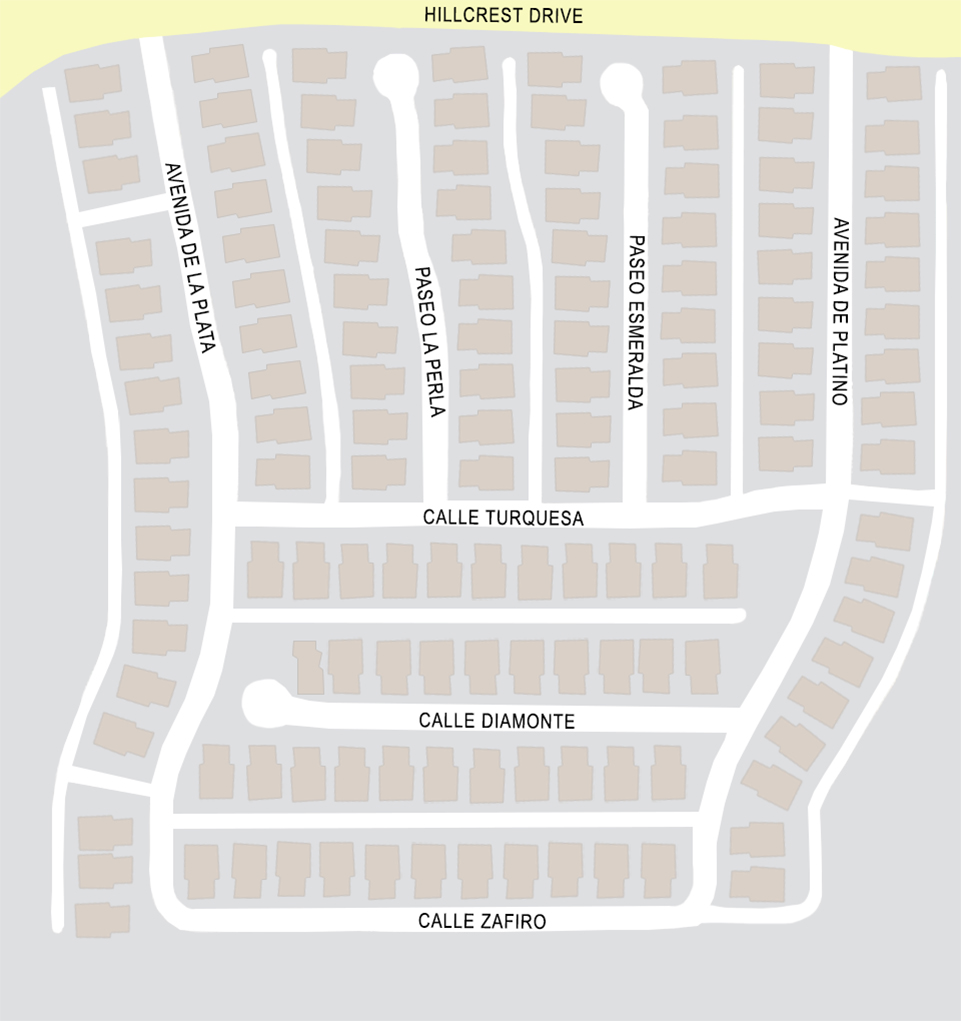 HILLCREST DRIVE
AVENIDA DE LA PLATA
PASEO LA PERLA
PASEO ESMERALDA
AVENIDA DE PLATINO
CALLE TURQUESA
CALLE DIAMONTE
CALLE ZAFIRO